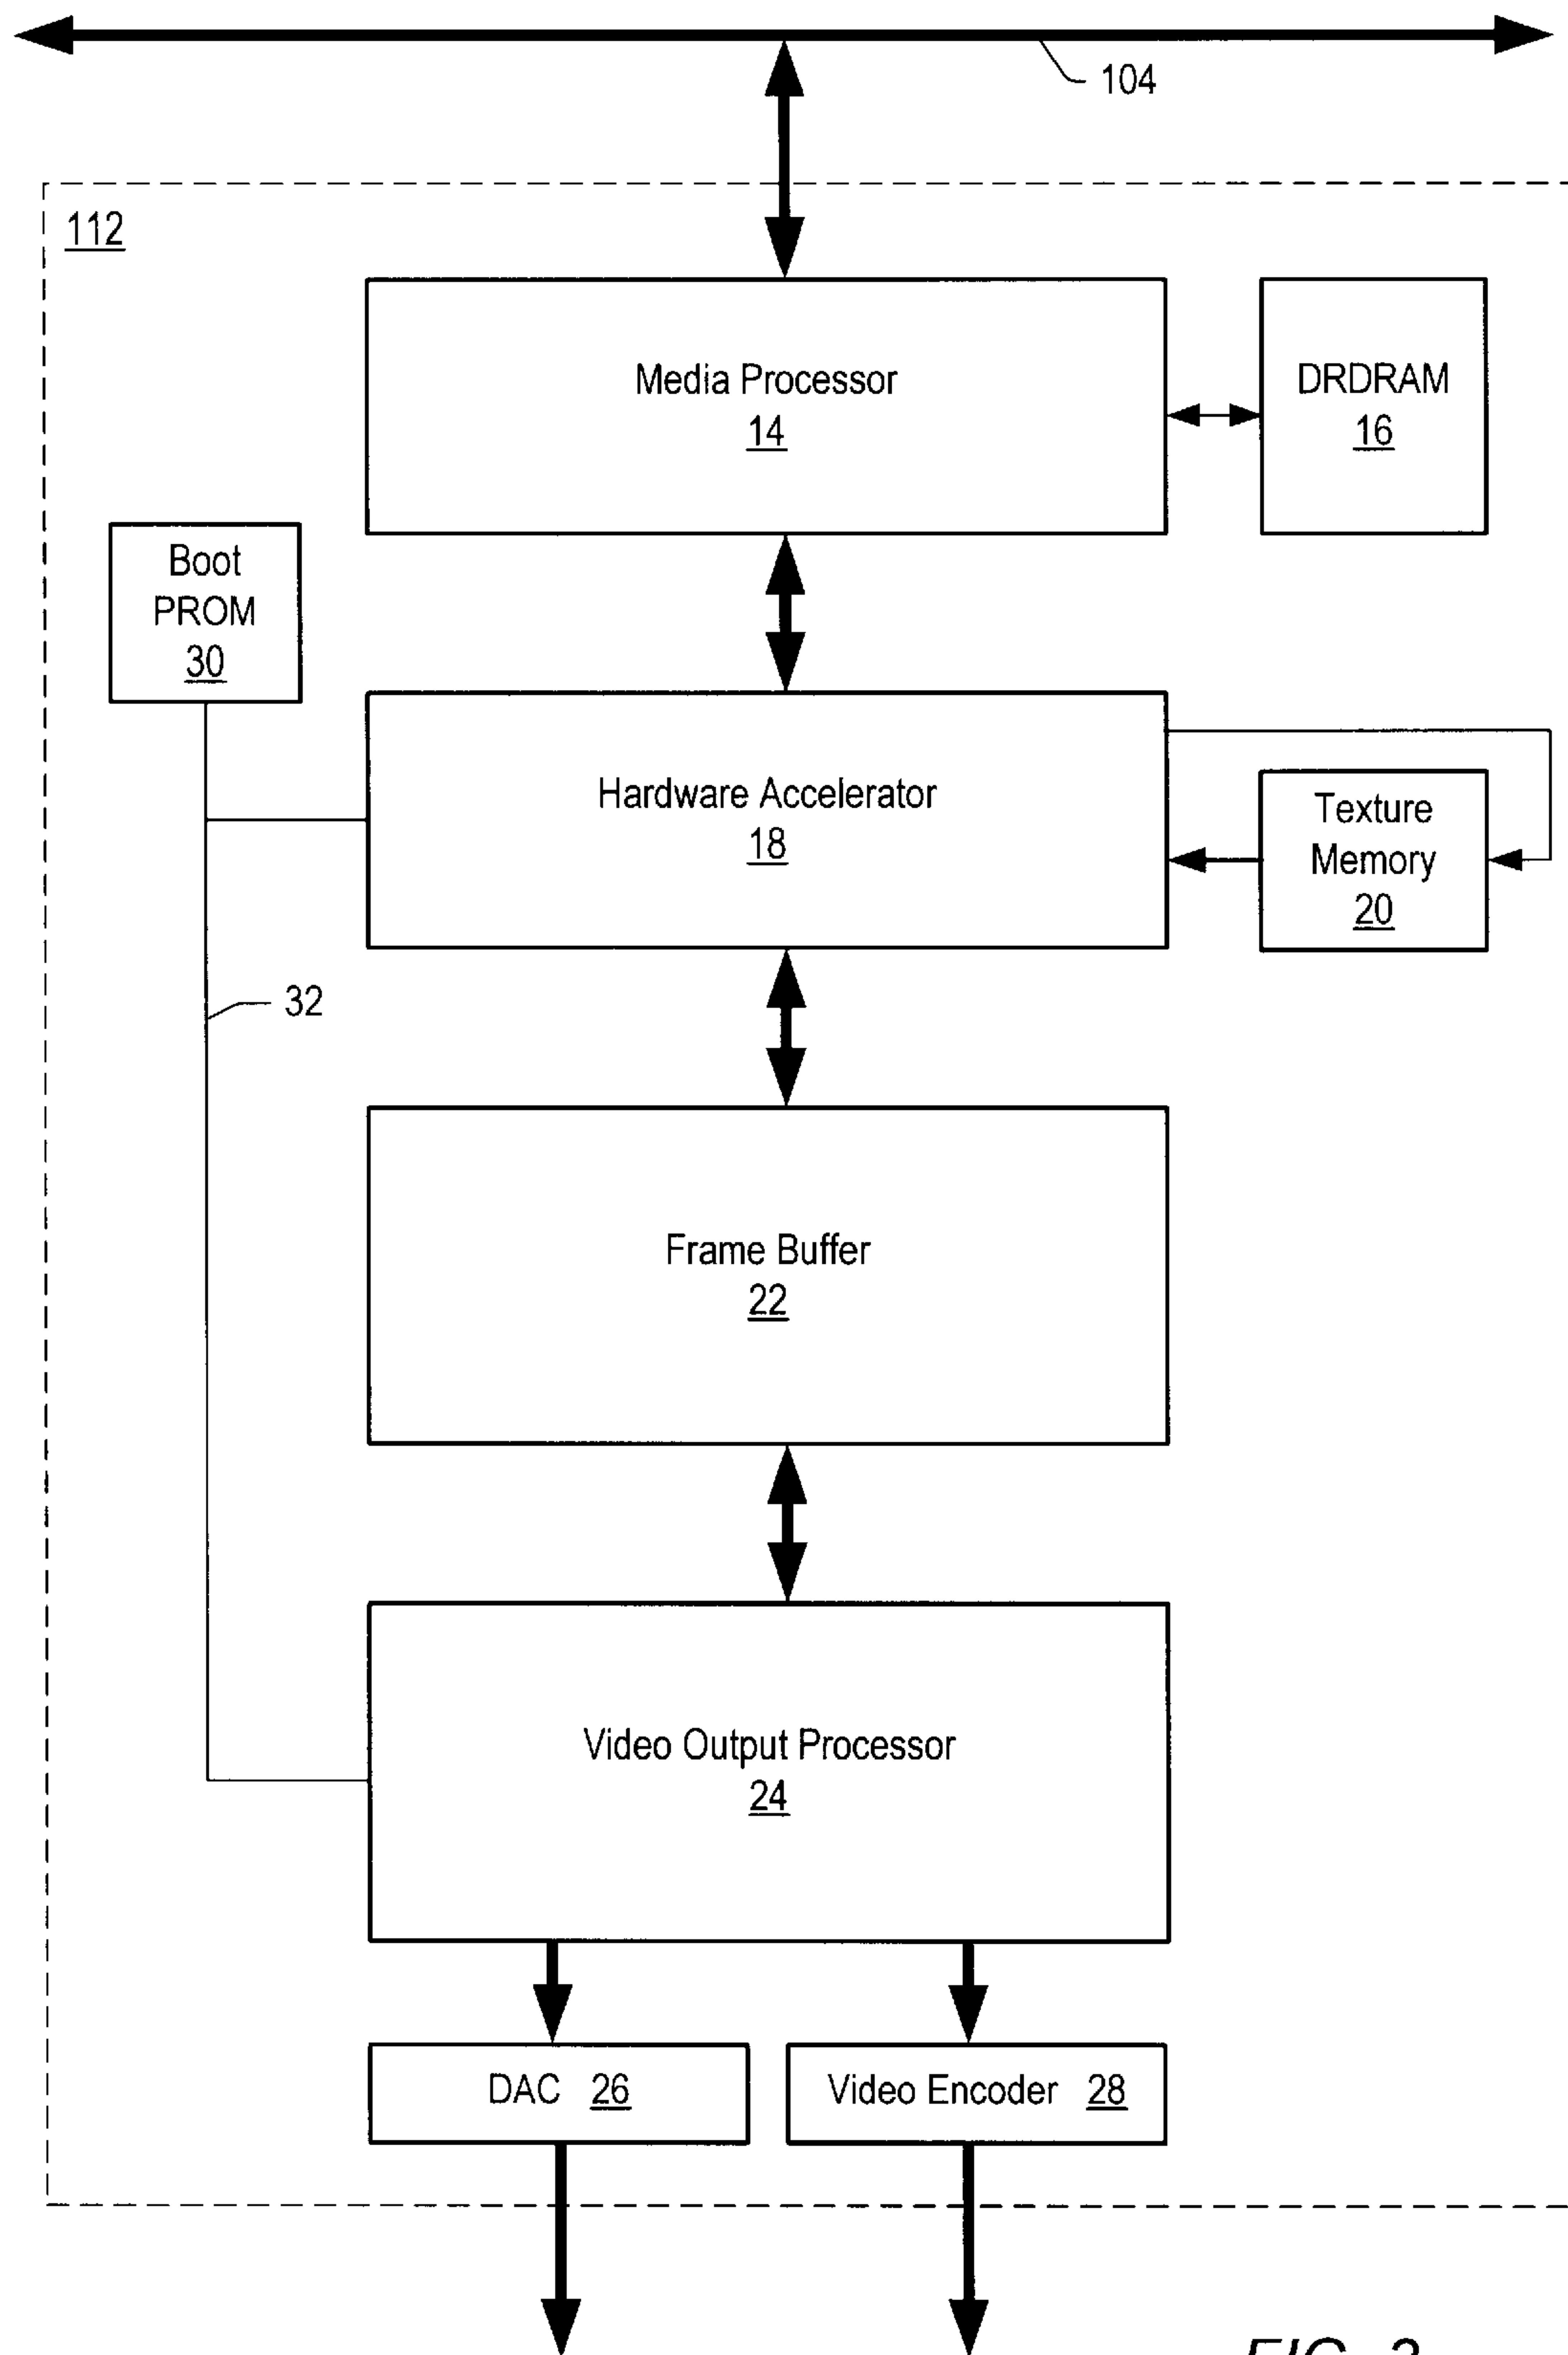 104
112
Media Processor
14
DRDRAM
16
Boot
PROM
30
Hardware Accelerator
18
Texture
Memory
20
32
Frame Buffer
22
Video Output Processor
24
DAC 26
Video Encoder 28
FIG.